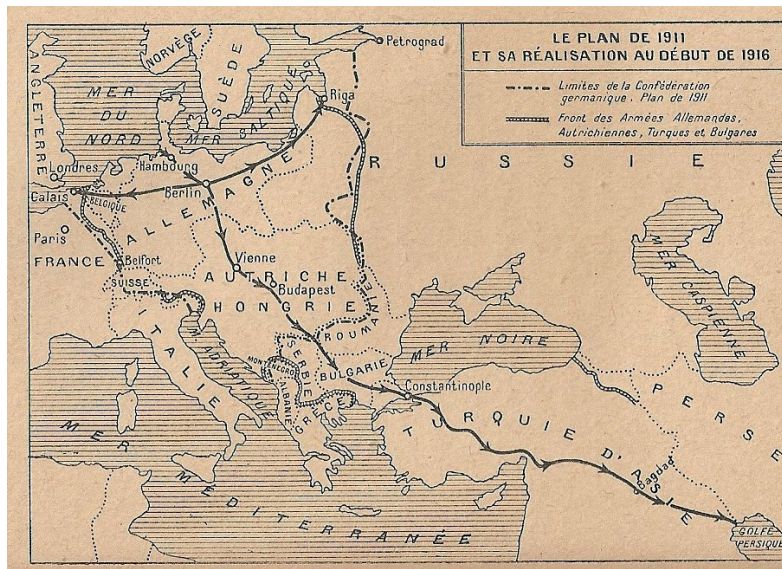 LE PLAN DE 1911
ET SA RÉALISATION AU DÉBUT DE 1916
Limites de la Confédération
germanique. Plan de 1911
Front des Armées Allemandes,
Autrichiennes, Turques et Bulgares
NORVÈGE
SUÈDE
Petrograd
ANGLETERRE
MER
DU
NORD
MER BALTIQUE
Riga
RUSSIE
Londres
Hambourg
Berlin
Calais
BELGIQUE
ALLEMAGNE
Paris
FRANCE
Belfort
SUISSE
Vienne
AUTRICHE
Budapest
HONGRIE
ROUMANIE
ITALIE
M. ADRIATIQUE
SERBIE
MONTÉNÉGRO
ALBANIE
BULGARIE
GRÈCE
MER NOIRE
MER CASPIENNE
Constantinople
TURQUIE D'ASIE
PERSE
Bagdad
MER MÉDITERRANÉE
GOLFE
PERSIQUE